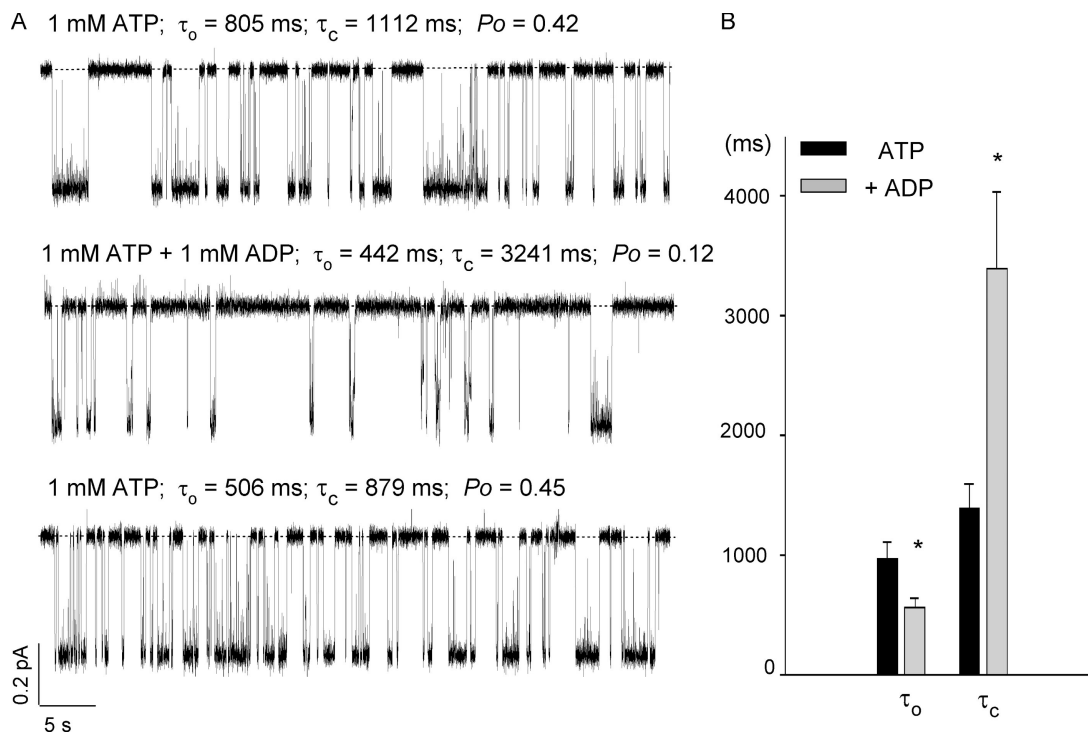 A
1 mM ATP; τo = 805 ms; τc = 1112 ms; Po = 0.42
1 mM ATP + 1 mM ADP; τo = 442 ms; τc = 3241 ms; Po = 0.12
1 mM ATP; τo = 506 ms; τc = 879 ms; Po = 0.45
0.2 pA
5 s
B
(ms)
ATP
+ ADP
*
*
4000
3000
2000
1000
0
τo
τc